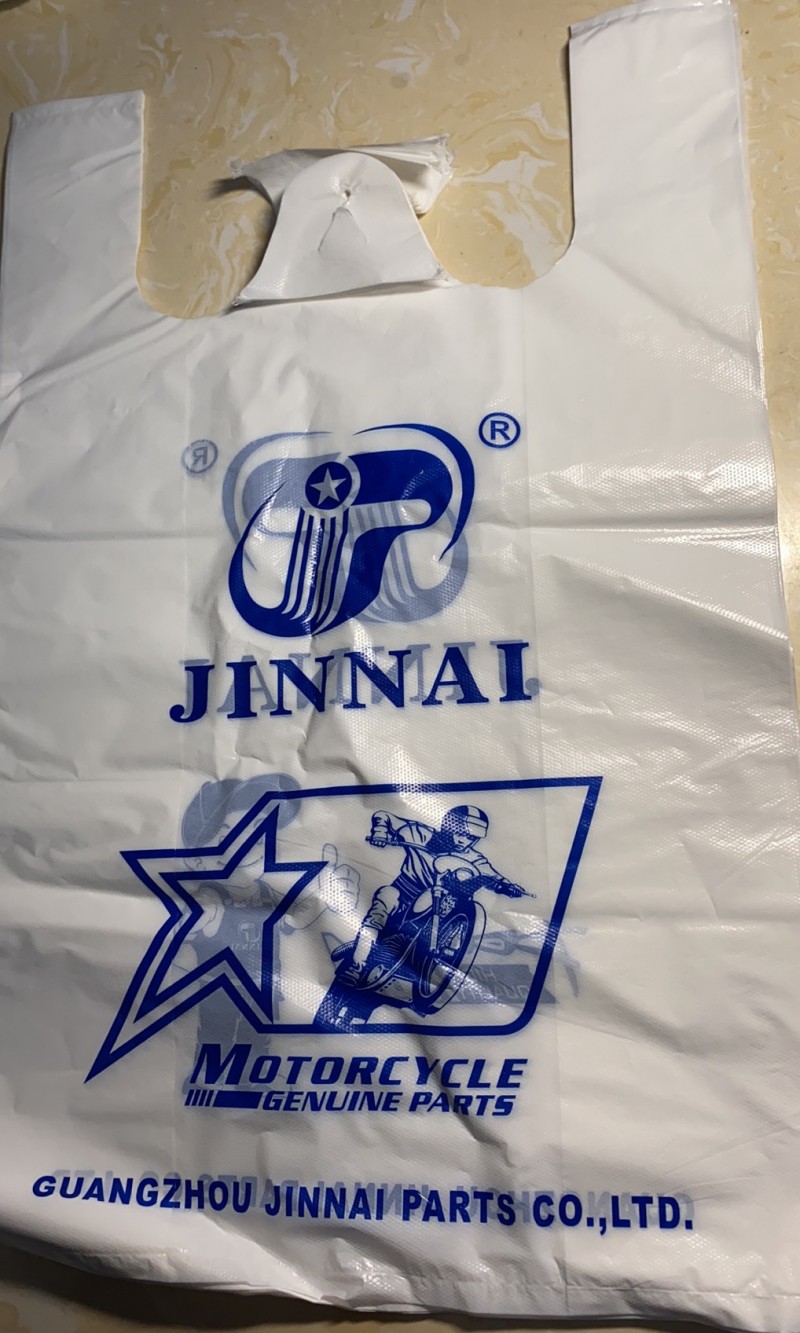 ®
JINNAI
MOTORCYCLE
GENUINE PARTS
GUANGZHOU JINNAI PARTS CO.,LTD.